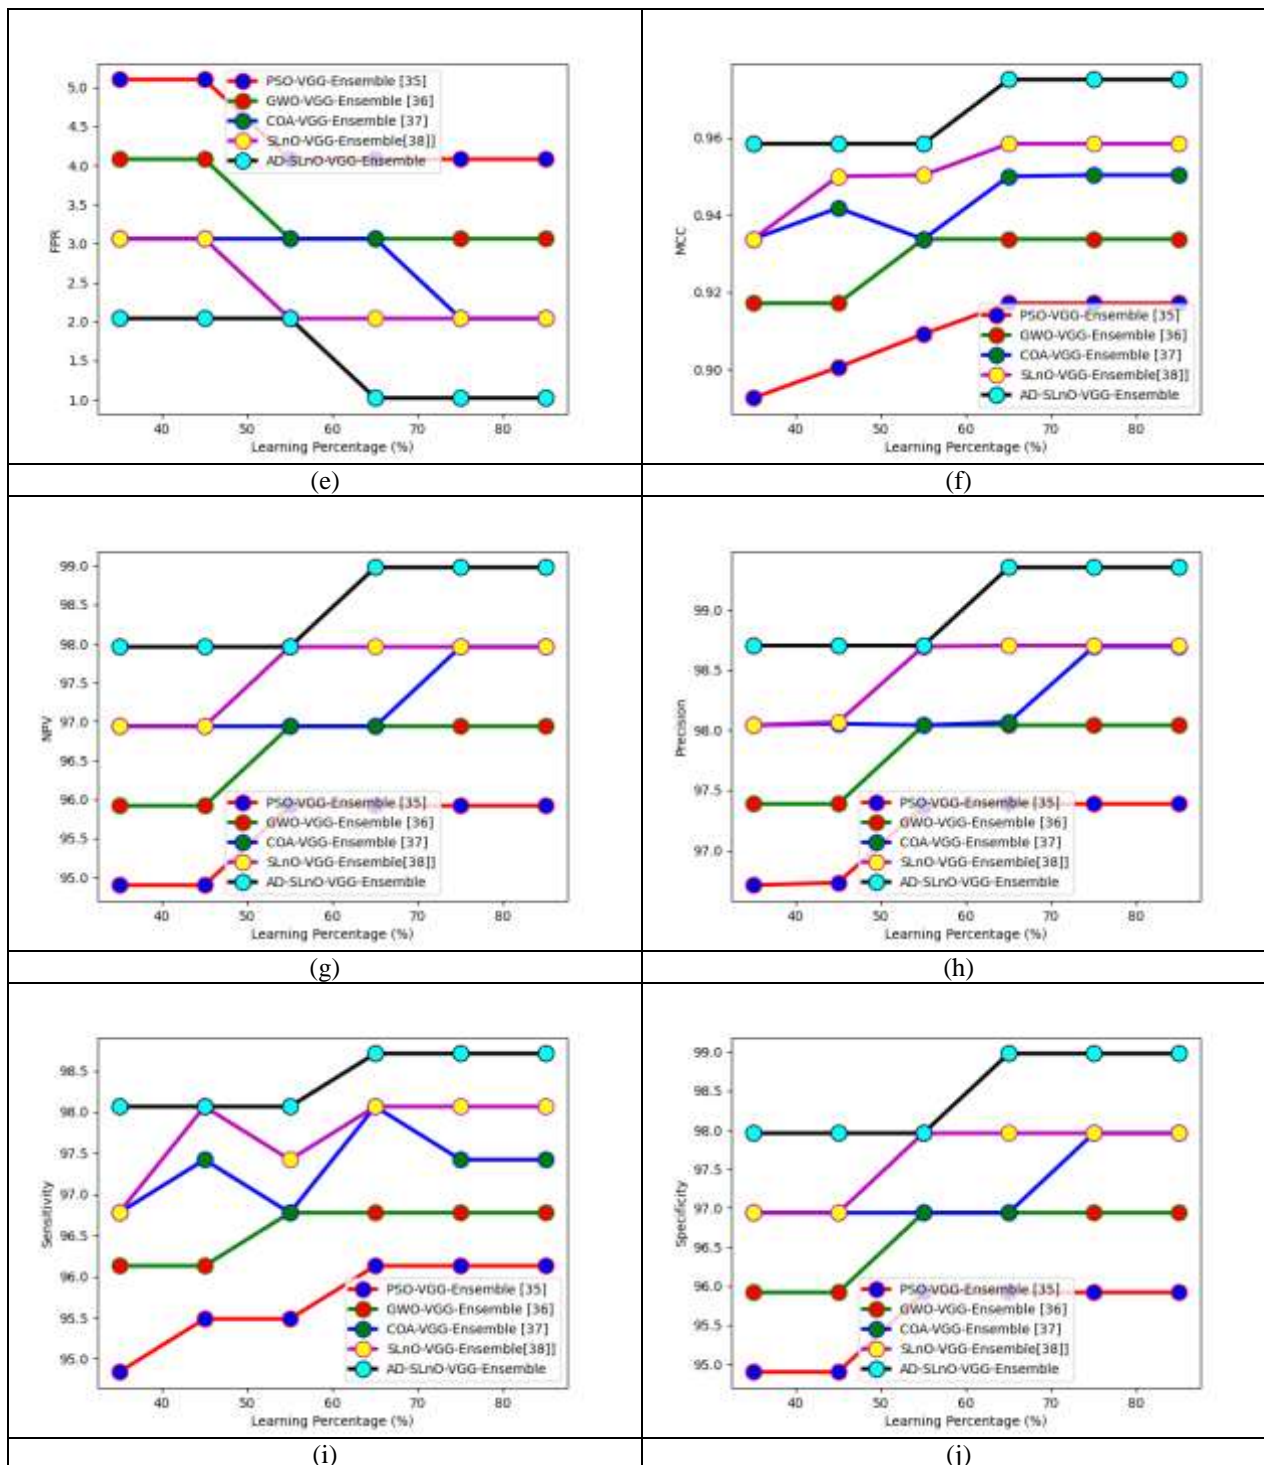 5.0
4.5
4.0
3.5
3.0
2.5
2.0
1.5
1.0
FPR
PSO-VGG-Ensemble [35]
GWO-VGG-Ensemble [36]
COA-VGG-Ensemble [37]
SLnO-VGG-Ensemble[38]]
AD-SLnO-VGG-Ensemble
40 50 60 70 80
Learning Percentage (%)
0.96
0.94
0.92
0.90
MCC
PSO-VGG-Ensemble [35]
GWO-VGG-Ensemble [36]
COA-VGG-Ensemble [37]
SLnO-VGG-Ensemble[38]]
AD-SLnO-VGG-Ensemble
40 50 60 70 80
Learning Percentage (%)
(e) (f)
99.0
98.5
98.0
97.5
97.0
96.5
96.0
95.5
95.0
NPV
PSO-VGG-Ensemble [35]
GWO-VGG-Ensemble [36]
COA-VGG-Ensemble [37]
SLnO-VGG-Ensemble[38]]
AD-SLnO-VGG-Ensemble
40 50 60 70 80
Learning Percentage (%)
99.0
98.5
98.0
97.5
97.0
Precision
PSO-VGG-Ensemble [35]
GWO-VGG-Ensemble [36]
COA-VGG-Ensemble [37]
SLnO-VGG-Ensemble[38]]
AD-SLnO-VGG-Ensemble
40 50 60 70 80
Learning Percentage (%)
(g) (h)
98.5
98.0
97.5
97.0
96.5
96.0
95.5
95.0
Sensitivity
PSO-VGG-Ensemble [35]
GWO-VGG-Ensemble [36]
COA-VGG-Ensemble [37]
SLnO-VGG-Ensemble[38]]
AD-SLnO-VGG-Ensemble
40 50 60 70 80
Learning Percentage (%)
99.0
98.5
98.0
97.5
97.0
96.5
96.0
95.5
95.0
Specificity
PSO-VGG-Ensemble [35]
GWO-VGG-Ensemble [36]
COA-VGG-Ensemble [37]
SLnO-VGG-Ensemble[38]]
AD-SLnO-VGG-Ensemble
40 50 60 70 80
Learning Percentage (%)
(i) (j)